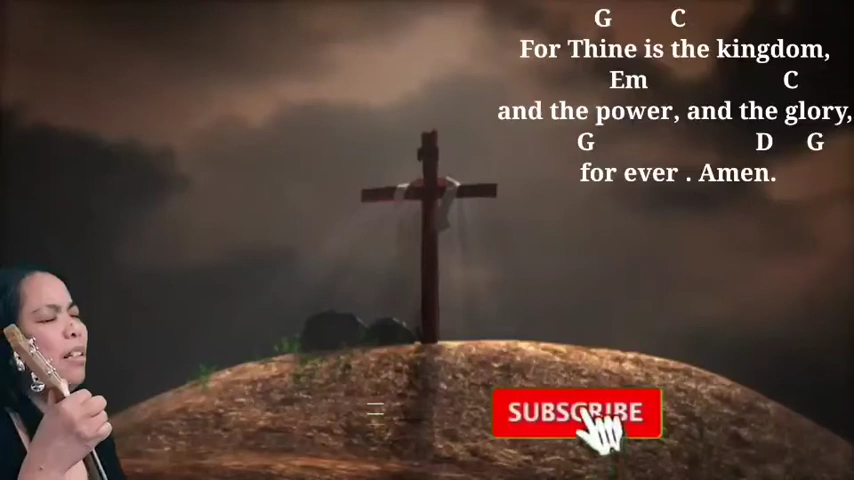 G C
For Thine is the kingdom,
Em C
and the power, and the glory,
G D G
for ever . Amen.
SUBSCRIBE